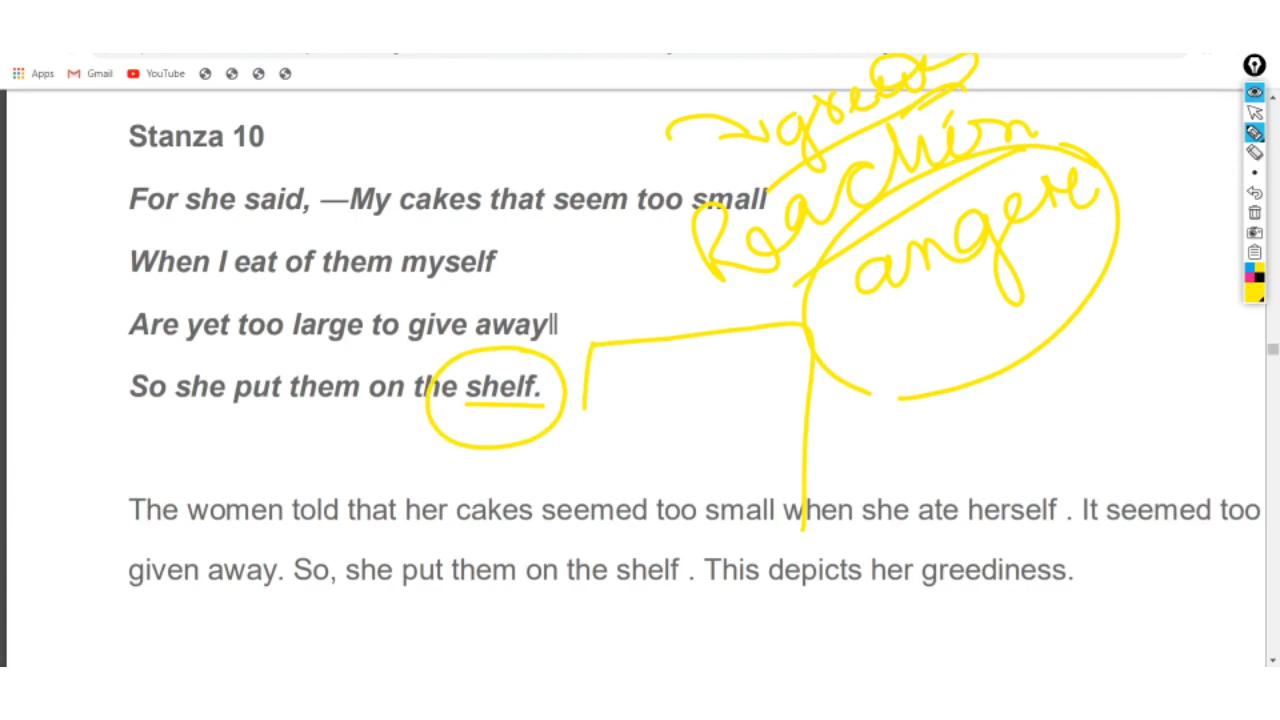 Apps Gmail YouTube
greed
Reaction
angere
Stanza 10
For she said, —My cakes that seem too small
When I eat of them myself
Are yet too large to give away‖
So she put them on the shelf.
The women told that her cakes seemed too small when she ate herself . It seemed too
given away. So, she put them on the shelf . This depicts her greediness.